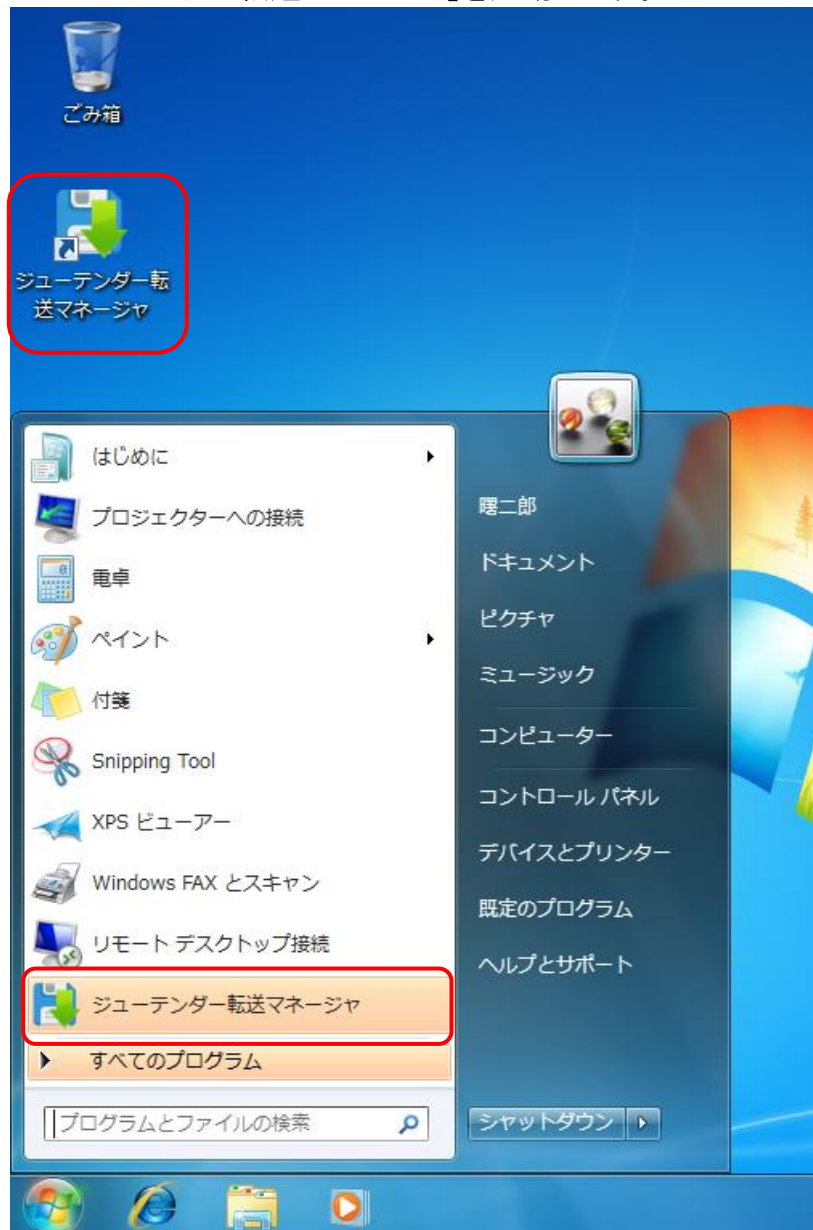 ごみ箱
ジューテンダー転
送マネージャ
はじめに
プロジェクターへの接続
電卓
ペイント
付箋
Snipping Tool
XPS ビューアー
Windows FAX とスキャン
リモート デスクトップ接続
ジューテンダー転送マネージャ
すべてのプログラム
プログラムとファイルの検索
曙二郎
ドキュメント
ピクチャ
ミュージック
コンピューター
コントロール パネル
デバイスとプリンター
既定のプログラム
ヘルプとサポート
シャットダウン